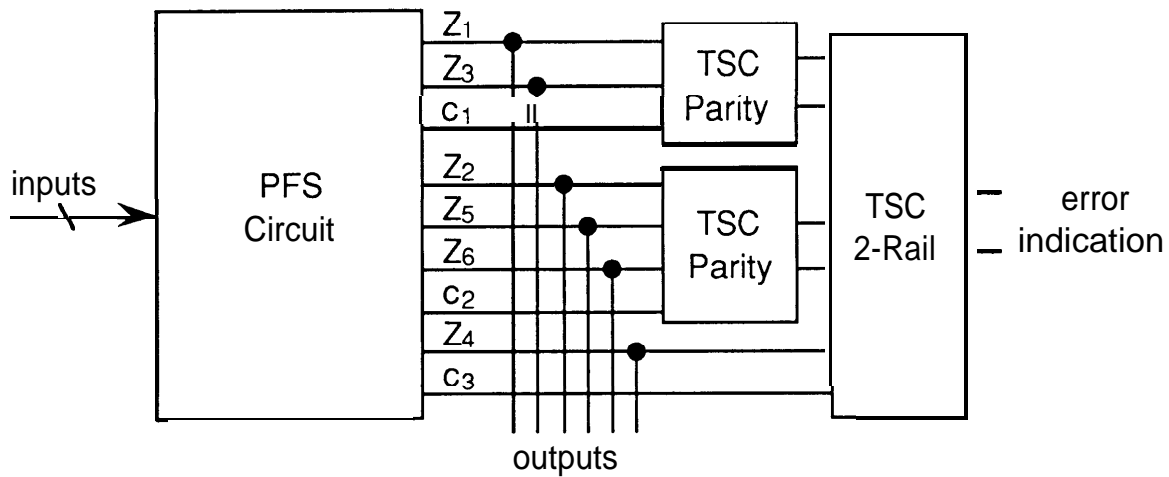 Z1
Z3
c1
Z2
Z5
Z6
c2
Z4
c3
inputs
PFS
Circuit
TSC
Parity
TSC
Parity
TSC
2-Rail
error
indication
outputs